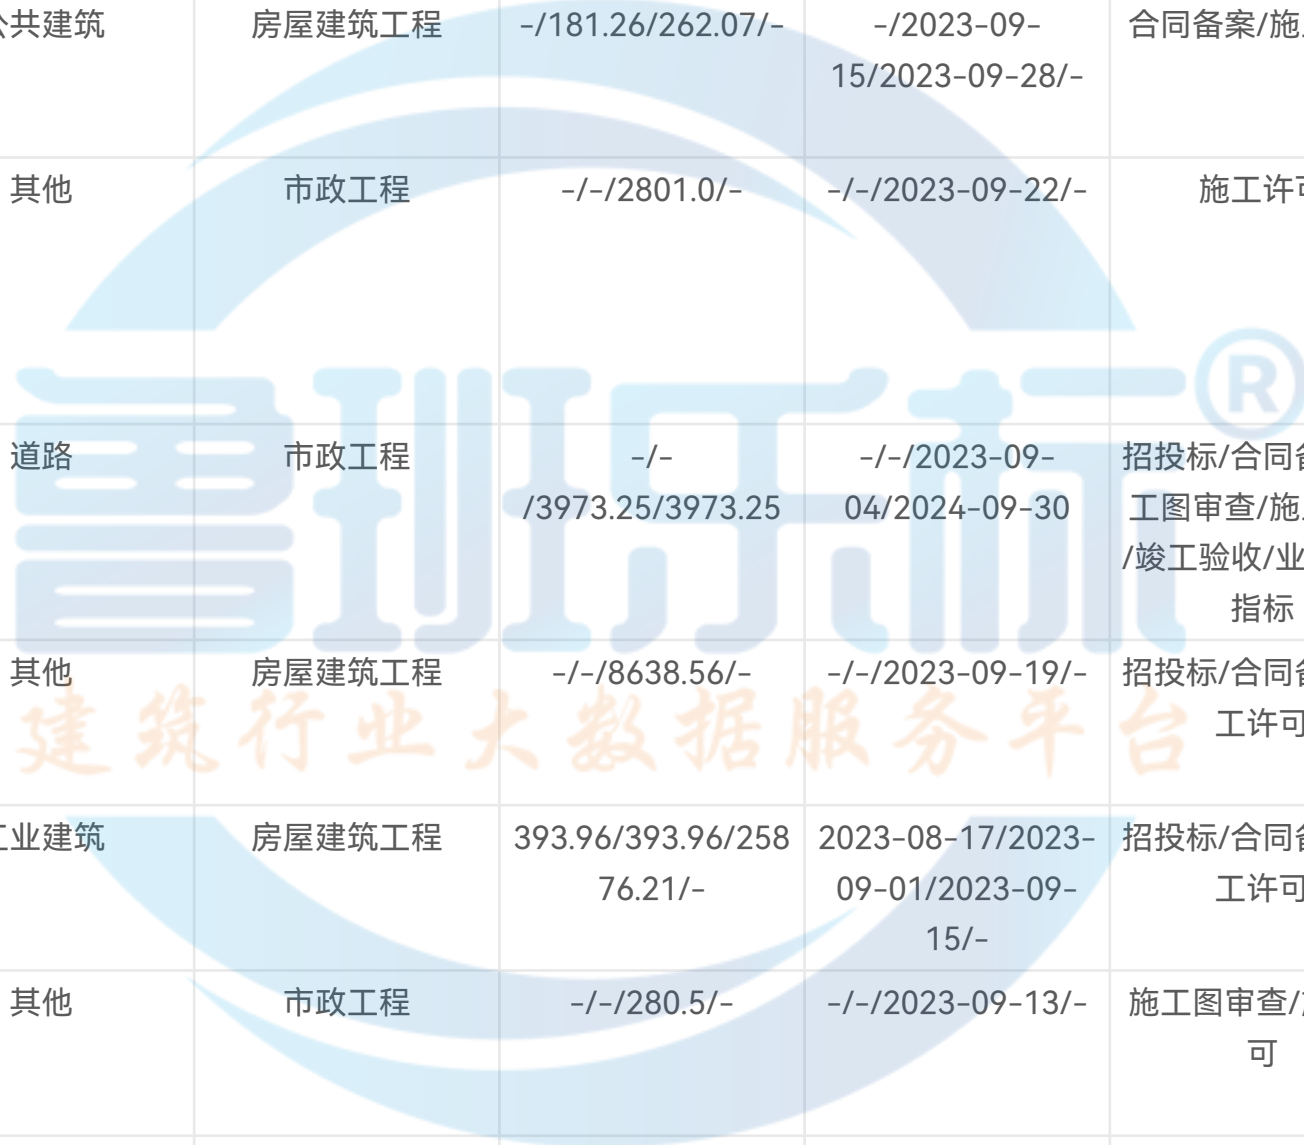 公共建筑 房屋建筑工程 -/181.26/262.07/- -/2023-09- 合同备案/施
15/2023-09-28/-
其他 市政工程 -/-/2801.0/- -/-/2023-09-22/- 施工许可
鲁班乐标®
道路 市政工程 -/- -/-/2023-09- 招投标/合同备
/3973.25/3973.25 04/2024-09-30 工图审查/施
/竣工验收/业
指标
其他 房屋建筑工程 -/-/8638.56/- -/-/2023-09-19/- 招投标/合同备
工许可
建筑行业大数据服务平台
工业建筑 房屋建筑工程 393.96/393.96/258 2023-08-17/2023- 招投标/合同备
76.21/- 09-01/2023-09- 工许可
15/-
其他 市政工程 -/-/280.5/- -/-/2023-09-13/- 施工图审查/
可